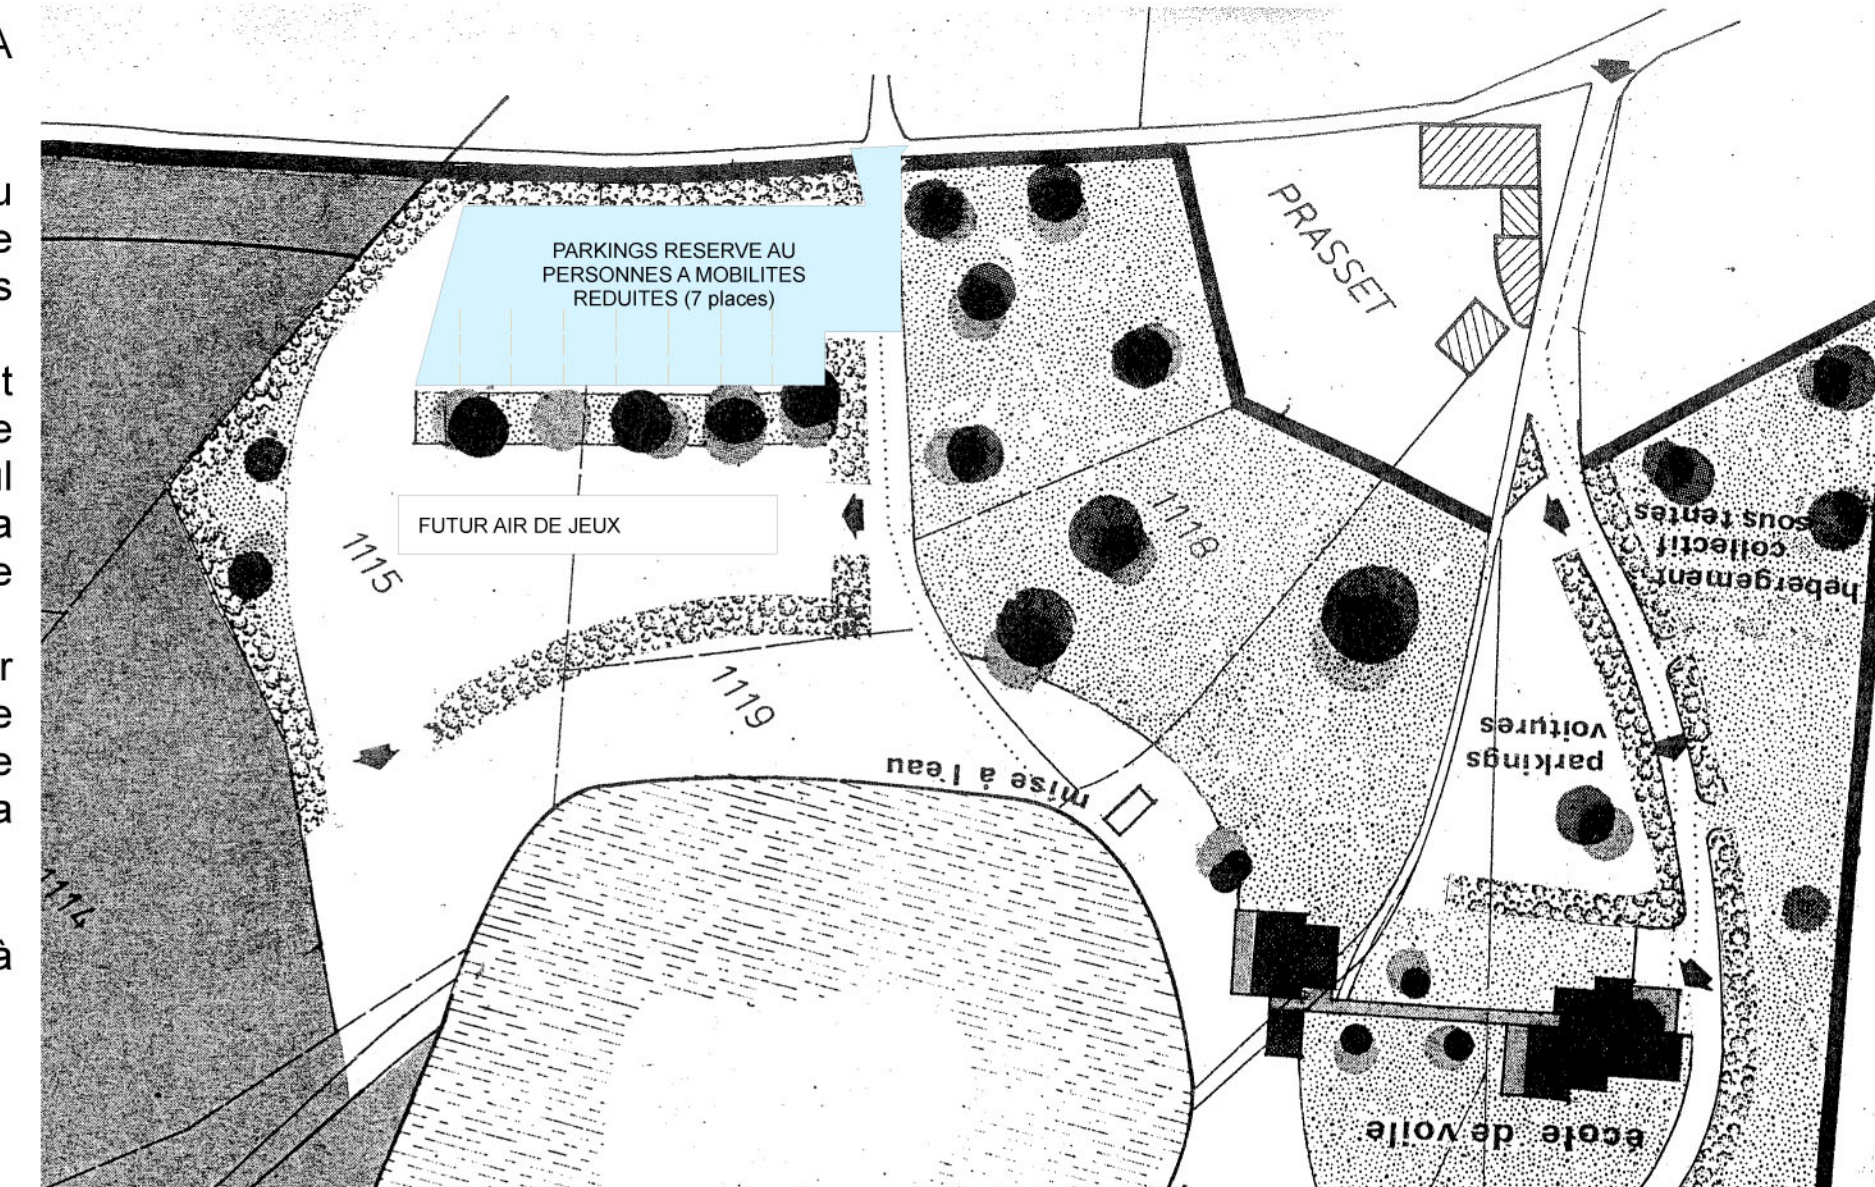 A
u
e
s
t
e
il
a
e
r
e
e
a
à
PARKINGS RESERVE AU
PERSONNES A MOBILITES
REDUITES (7 places)
PRASSET
FUTUR AIR DE JEUX
1115
1118
1119
1114
hebergement
collectif
sous tentes
parkings
voitures
mise à l'eau
école de voile